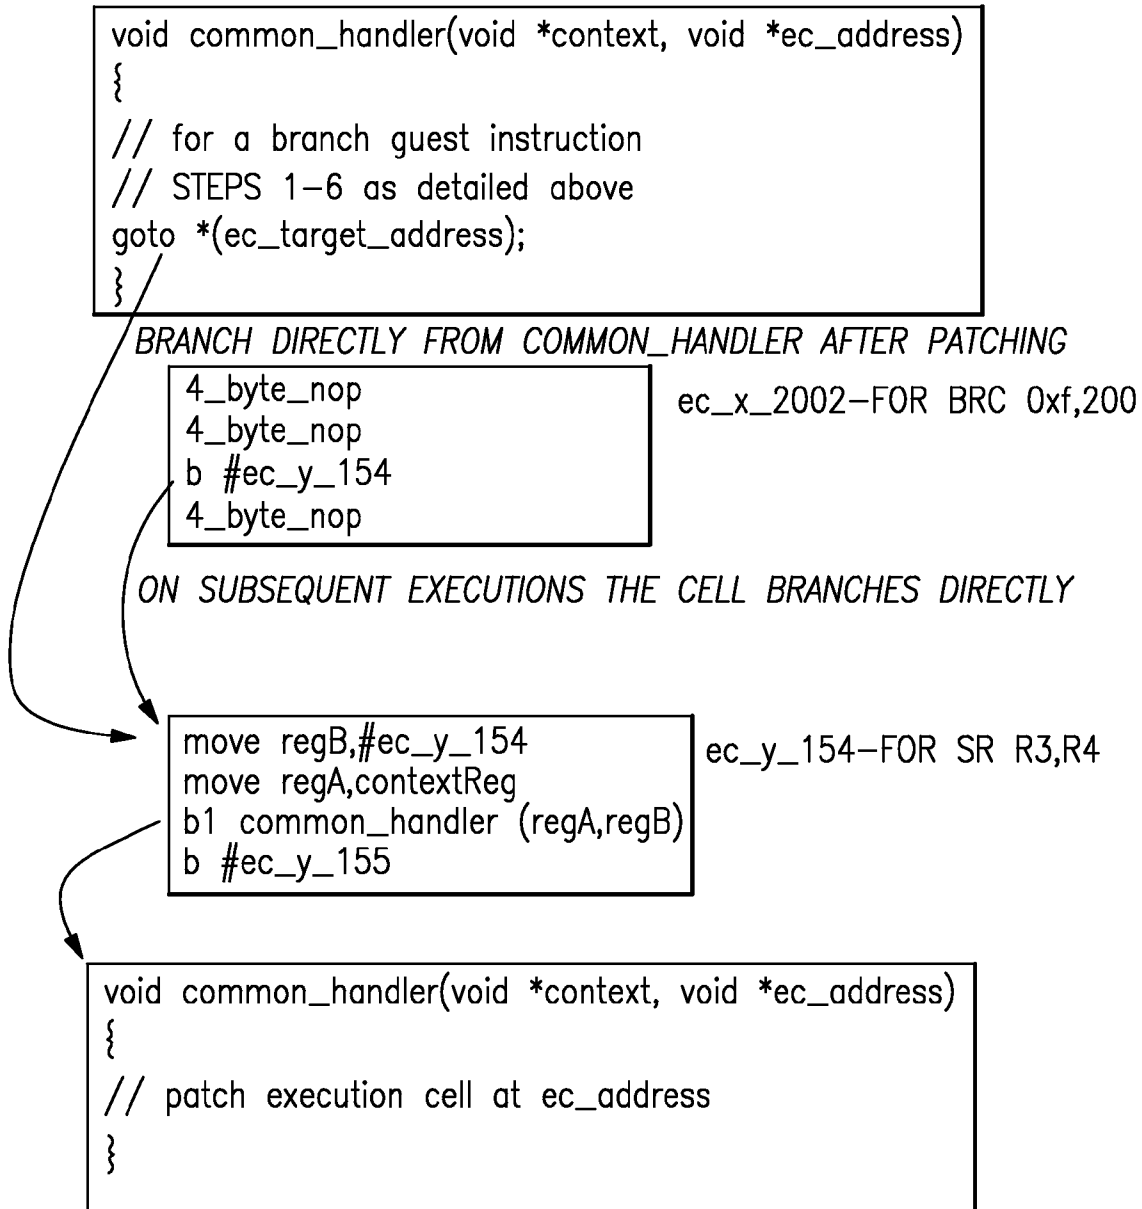 void common_handler(void *context, void *ec_address)
{
// for a branch guest instruction
// STEPS 1-6 as detailed above
goto *(ec_target_address);
}
BRANCH DIRECTLY FROM COMMON_HANDLER AFTER PATCHING
4_byte_nop
4_byte_nop
b #ec_y_154
4_byte_nop
ec_x_2002-FOR BRC 0xf,200
ON SUBSEQUENT EXECUTIONS THE CELL BRANCHES DIRECTLY
move regB,#ec_y_154
move regA,contextReg
b1 common_handler (regA,regB)
b #ec_y_155
ec_y_154-FOR SR R3,R4
void common_handler(void *context, void *ec_address)
{
// patch execution cell at ec_address
}